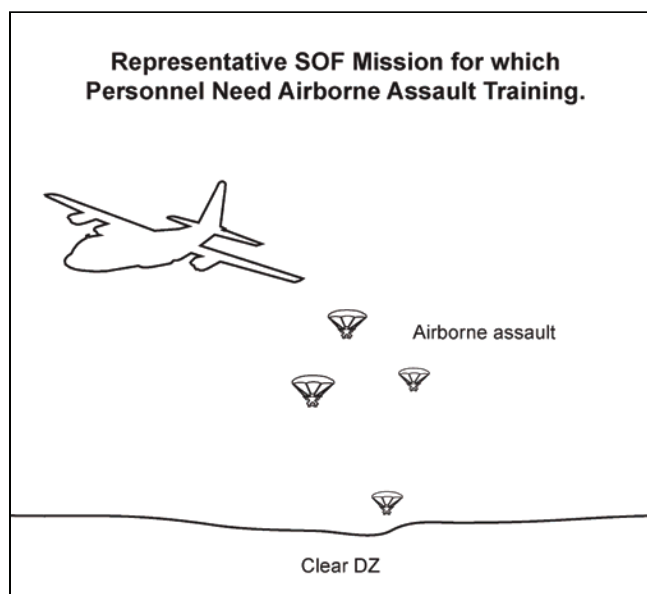 Representative SOF Mission for which
Personnel Need Airborne Assault Training.
Airborne assault
Clear DZ